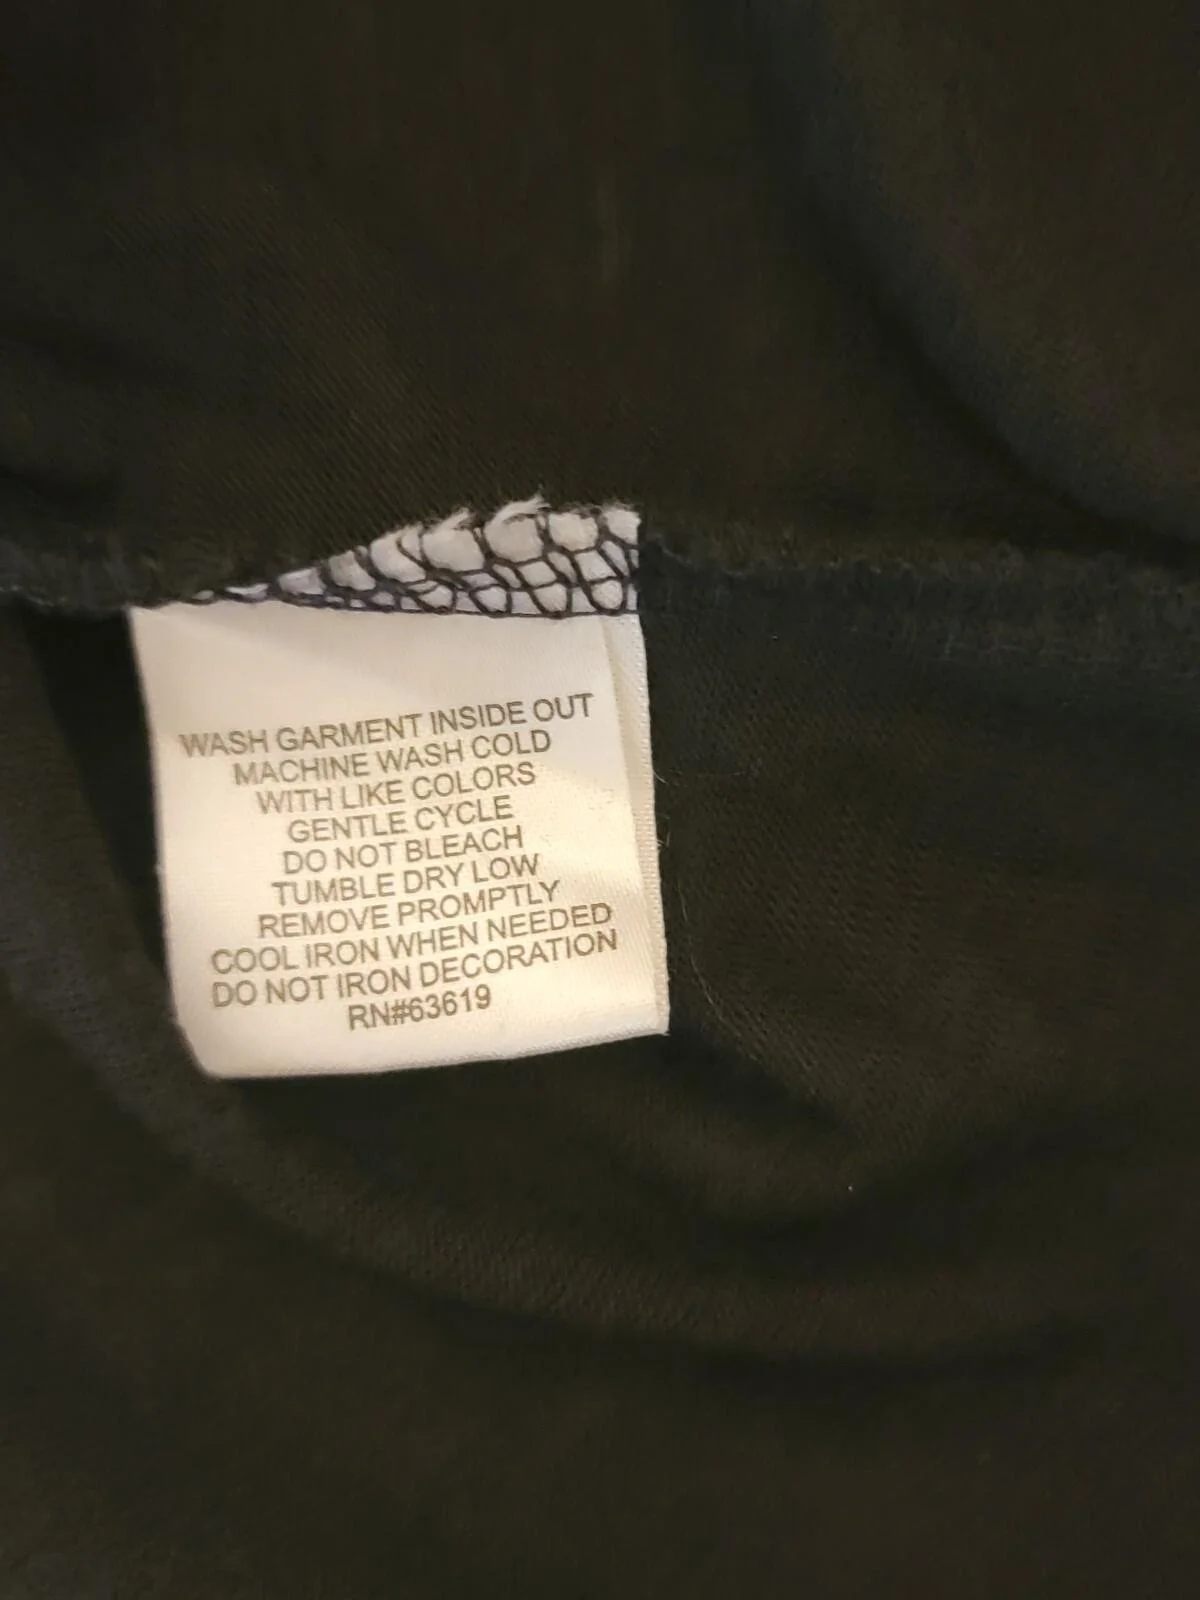 WASH GARMENT INSIDE OUT
MACHINE WASH COLD
WITH LIKE COLORS
GENTLE CYCLE
DO NOT BLEACH
TUMBLE DRY LOW
REMOVE PROMPTLY
COOL IRON WHEN NEEDED
DO NOT IRON DECORATION
RN#63619